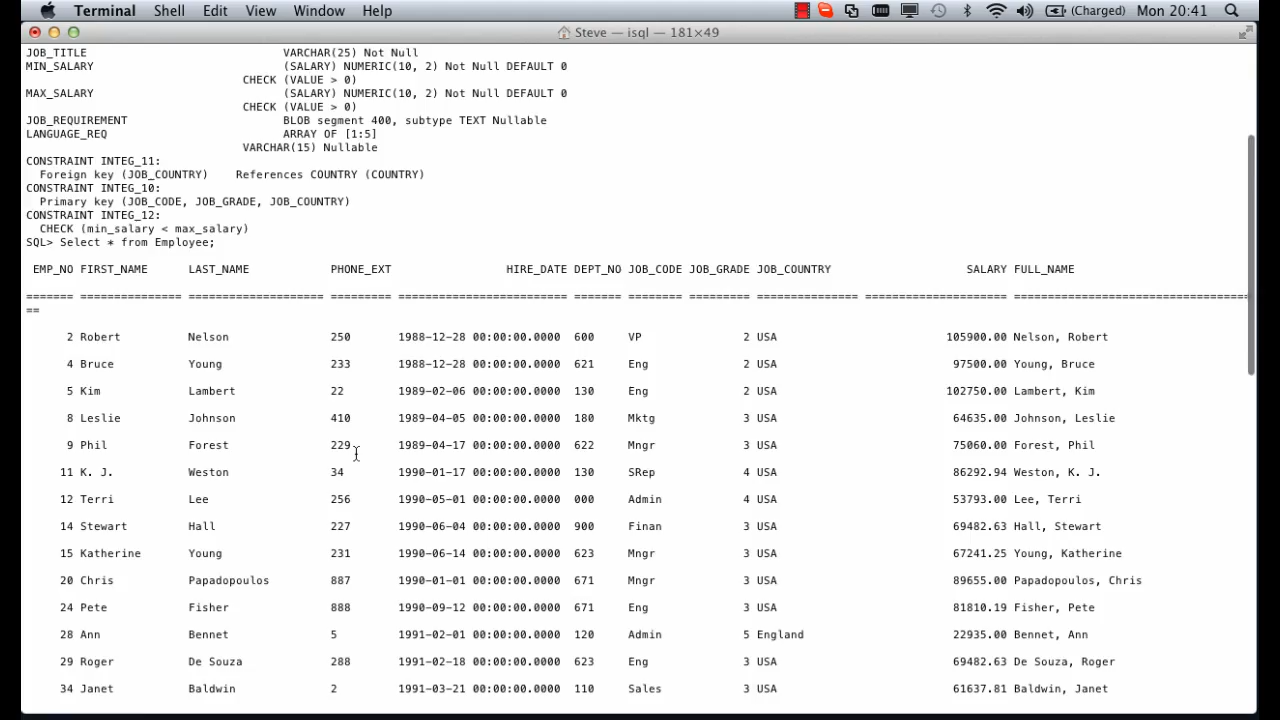 Terminal Shell Edit View Window Help (Charged) Mon 20:41
Steve — isql — 181×49
JOB_TITLE VARCHAR(25) Not Null
MIN_SALARY (SALARY) NUMERIC(10, 2) Not Null DEFAULT 0
CHECK (VALUE > 0)
MAX_SALARY (SALARY) NUMERIC(10, 2) Not Null DEFAULT 0
CHECK (VALUE > 0)
JOB_REQUIREMENT BLOB segment 400, subtype TEXT Nullable
LANGUAGE_REQ ARRAY OF [1:5]
VARCHAR(15) Nullable
CONSTRAINT INTEG_11:
Foreign key (JOB_COUNTRY) References COUNTRY (COUNTRY)
CONSTRAINT INTEG_10:
Primary key (JOB_CODE, JOB_GRADE, JOB_COUNTRY)
CONSTRAINT INTEG_12:
CHECK (min_salary < max_salary)
SQL> Select * from Employee;
EMP_NO FIRST_NAME LAST_NAME PHONE_EXT HIRE_DATE DEPT_NO JOB_CODE JOB_GRADE JOB_COUNTRY SALARY FULL_NAME
======= =============== ==================== ========= ========================= ======= ======== ========= =============== ===================== ===================================
==
2 Robert Nelson 250 1988-12-28 00:00:00.0000 600 VP 2 USA 105900.00 Nelson, Robert
4 Bruce Young 233 1988-12-28 00:00:00.0000 621 Eng 2 USA 97500.00 Young, Bruce
5 Kim Lambert 22 1989-02-06 00:00:00.0000 130 Eng 2 USA 102750.00 Lambert, Kim
8 Leslie Johnson 410 1989-04-05 00:00:00.0000 180 Mktg 3 USA 64635.00 Johnson, Leslie
9 Phil Forest 229 1989-04-17 00:00:00.0000 622 Mngr 3 USA 75060.00 Forest, Phil
11 K. J. Weston 34 1990-01-17 00:00:00.0000 130 SRep 4 USA 86292.94 Weston, K. J.
12 Terri Lee 256 1990-05-01 00:00:00.0000 000 Admin 4 USA 53793.00 Lee, Terri
14 Stewart Hall 227 1990-06-04 00:00:00.0000 900 Finan 3 USA 69482.63 Hall, Stewart
15 Katherine Young 231 1990-06-14 00:00:00.0000 623 Mngr 3 USA 67241.25 Young, Katherine
20 Chris Papadopoulos 887 1990-01-01 00:00:00.0000 671 Mngr 3 USA 89655.00 Papadopoulos, Chris
24 Pete Fisher 888 1990-09-12 00:00:00.0000 671 Eng 3 USA 81810.19 Fisher, Pete
28 Ann Bennet 5 1991-02-01 00:00:00.0000 120 Admin 5 England 22935.00 Bennet, Ann
29 Roger De Souza 288 1991-02-18 00:00:00.0000 623 Eng 3 USA 69482.63 De Souza, Roger
34 Janet Baldwin 2 1991-03-21 00:00:00.0000 110 Sales 3 USA 61637.81 Baldwin, Janet